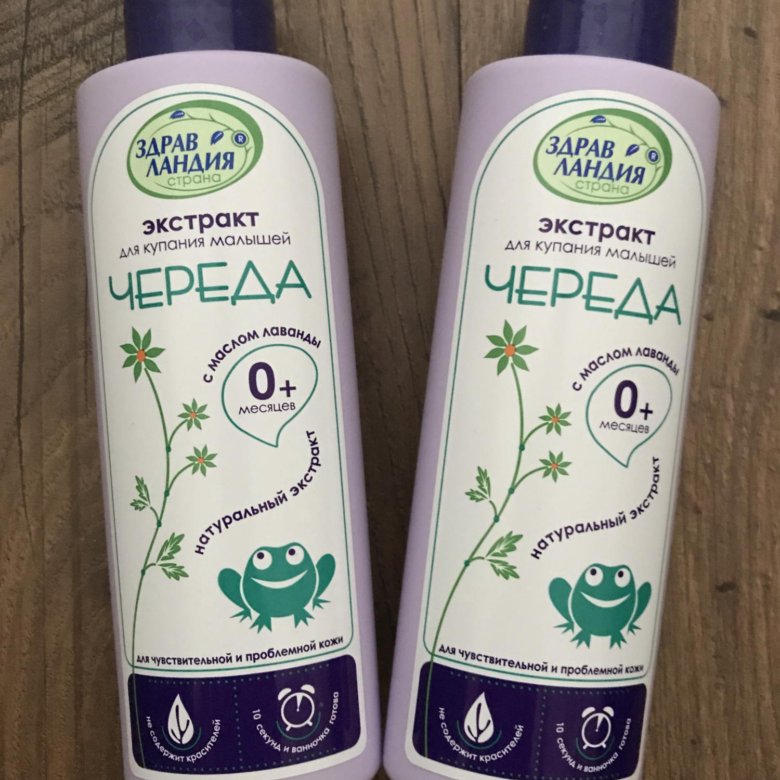 ЗДРАВ
ЛАНДИЯ ®
страна
экстракт
для купания малышей
ЧЕРЕДА
с маслом лаванды
0+
месяцев
натуральный экстракт
для чувствительной и проблемной кожи
не содержит красителей
10 секунд и ванночка готова
ЗДРАВ
ЛАНДИЯ ®
страна
экстракт
для купания малышей
ЧЕРЕДА
с маслом лаванды
0+
месяцев
натуральный экстракт
для чувствительной и проблемной кожи
не содержит красителей
10 секунд и ванночка готова